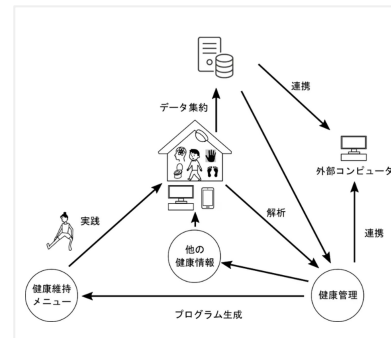 連携
データ集約
外部コンピュータ
実践
解析
連携
他の
健康情報
健康維持
メニュー
健康管理
プログラム生成